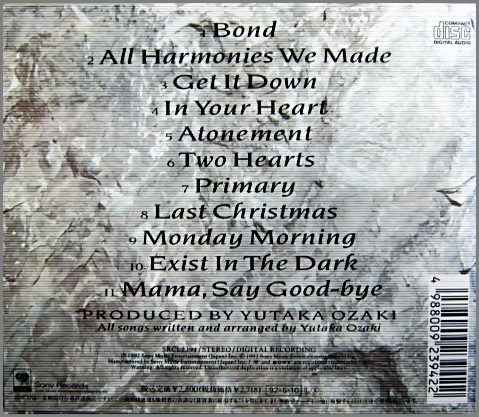 COMPACT
disc
DIGITAL AUDIO
1 Bond
2 All Harmonies We Made
3 Get It Down
4 In Your Heart
5 Atonement
6 Two Hearts
7 Primary
8 Last Christmas
9 Monday Morning
10 Exist In The Dark
11 Mama, Say Good-bye
PRODUCED BY YUTAKA OZAKI
All songs written and arranged by Yutaka Ozaki
SRCL 2394 / STEREO / DIGITAL RECORDING
Sony Records
4 988009 239422